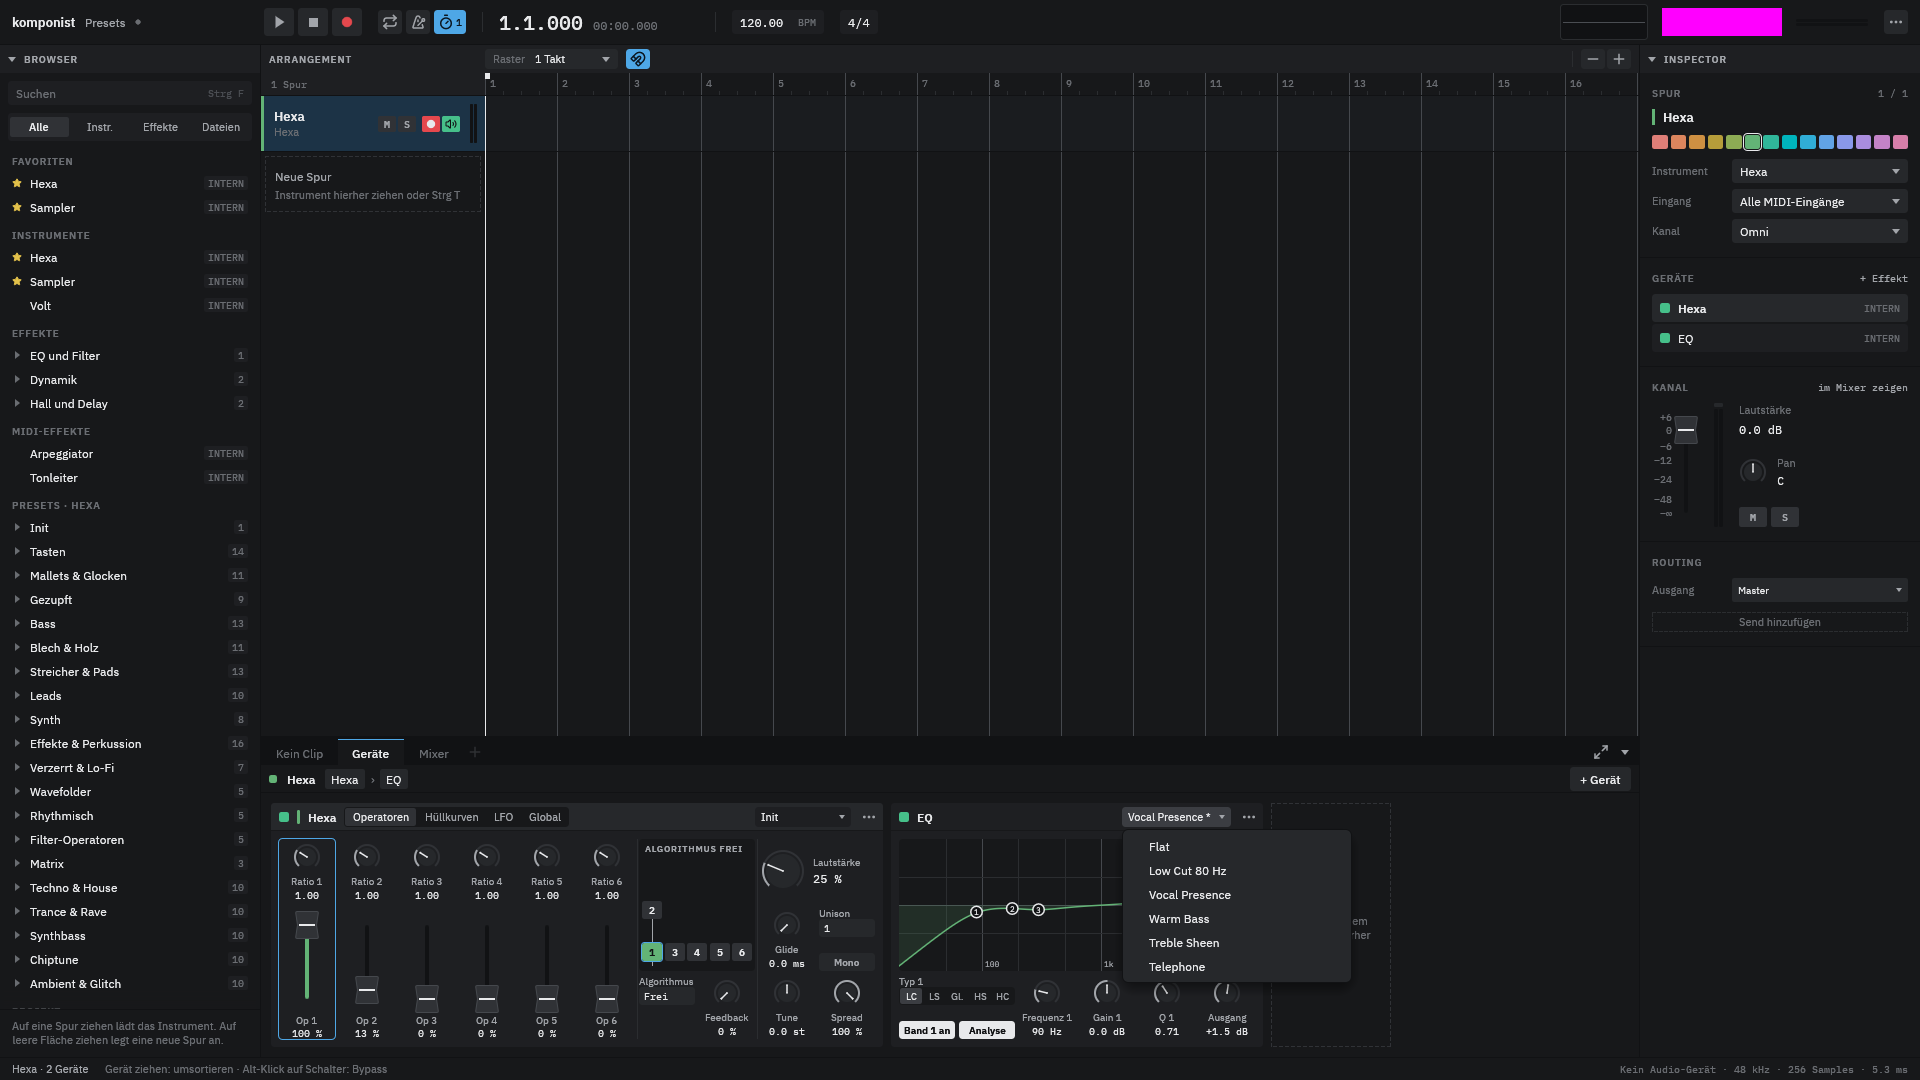 komponist Presets
1
1.1.000 00:00.000
120.00 BPM 4/4
BROWSER
Suchen Strg F
Alle Instr. Effekte Dateien
FAVORITEN
Hexa INTERN
Sampler INTERN
INSTRUMENTE
Hexa INTERN
Sampler INTERN
Volt INTERN
EFFEKTE
EQ und Filter 1
Dynamik 2
Hall und Delay 2
MIDI-EFFEKTE
Arpeggiator INTERN
Tonleiter INTERN
PRESETS · HEXA
Init 1
Tasten 14
Mallets & Glocken 11
Gezupft 9
Bass 13
Blech & Holz 11
Streicher & Pads 13
Leads 10
Synth 8
Effekte & Perkussion 16
Verzerrt & Lo-Fi 7
Wavefolder 5
Rhythmisch 5
Filter-Operatoren 5
Matrix 3
Techno & House 10
Trance & Rave 10
Synthbass 10
Chiptune 10
Ambient & Glitch 10
Auf eine Spur ziehen lädt das Instrument. Auf
leere Fläche ziehen legt eine neue Spur an.
ARRANGEMENT
Raster 1 Takt
1 Spur
1 2 3 4 5 6 7 8 9 10 11 12 13 14 15 16
Hexa
Hexa
M S
Neue Spur
Instrument hierher ziehen oder Strg T
Kein Clip Geräte Mixer
Hexa Hexa › EQ
+ Gerät
Hexa Operatoren Hüllkurven LFO Global Init
Ratio 1 Ratio 2 Ratio 3 Ratio 4 Ratio 5 Ratio 6
1.00 1.00 1.00 1.00 1.00 1.00
Op 1 Op 2 Op 3 Op 4 Op 5 Op 6
100 % 13 % 0 % 0 % 0 % 0 %
ALGORITHMUS FREI
2
1 3 4 5 6
Algorithmus
Frei
Feedback
0 %
Lautstärke
25 %
Unison
1
Glide
0.0 ms
Mono
Tune
0.0 st
Spread
100 %
EQ Vocal Presence *
1 2 3
100 1k
Flat
Low Cut 80 Hz
Vocal Presence
Warm Bass
Treble Sheen
Telephone
Typ 1
LC LS GL HS HC
Band 1 an Analyse
Frequenz 1 Gain 1 Q 1 Ausgang
90 Hz 0.0 dB 0.71 +1.5 dB
INSPECTOR
SPUR 1 / 1
Hexa
Instrument Hexa
Eingang Alle MIDI-Eingänge
Kanal Omni
GERÄTE + Effekt
Hexa INTERN
EQ INTERN
KANAL im Mixer zeigen
+6
0
−6
−12
−24
−48
−∞
Lautstärke
0.0 dB
Pan
C
M S
ROUTING
Ausgang Master
Send hinzufügen
Hexa · 2 Geräte Gerät ziehen: umsortieren · Alt-Klick auf Schalter: Bypass
Kein Audio-Gerät · 48 kHz · 256 Samples · 5.3 ms